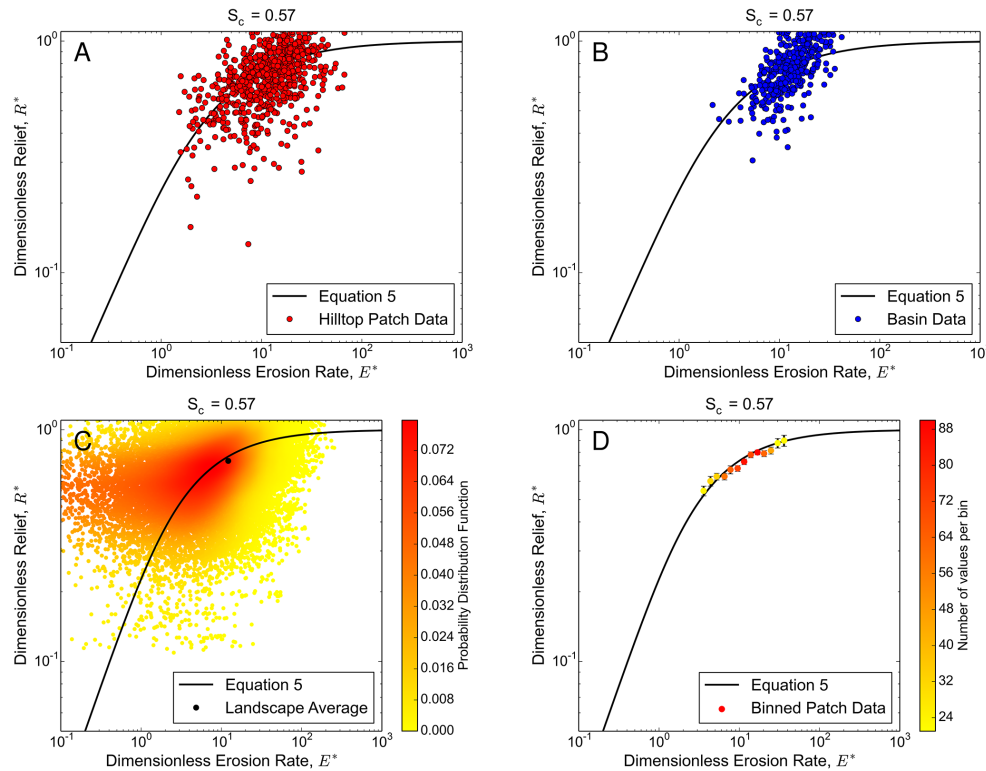 S_c = 0.57
A
10^0
10^-1
Dimensionless Relief, R*
Equation 5
Hilltop Patch Data
10^-1 10^0 10^1 10^2 10^3
Dimensionless Erosion Rate, E*
S_c = 0.57
B
10^0
10^-1
Dimensionless Relief, R*
Equation 5
Basin Data
10^-1 10^0 10^1 10^2 10
Dimensionless Erosion Rate, E*
S_c = 0.57
C
10^0
10^-1
Dimensionless Relief, R*
Equation 5
Landscape Average
10^-1 10^0 10^1 10^2 10^3
Dimensionless Erosion Rate, E*
0.072
0.064
0.056
0.048
0.040
0.032
0.024
0.016
0.008
0.000
Probability Distribution Function
S_c = 0.57
D
10^0
10^-1
Dimensionless Relief, R*
Equation 5
Binned Patch Data
10^-1 10^0 10^1 10^2 10^3
Dimensionless Erosion Rate, E*
88
80
72
64
56
48
40
32
24
Number of values per bin